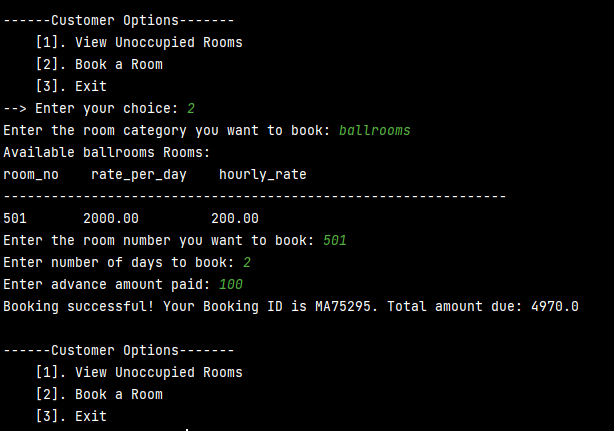 ------Customer Options-------
    [1]. View Unoccupied Rooms
    [2]. Book a Room
    [3]. Exit
--> Enter your choice: 2
Enter the room category you want to book: ballrooms
Available ballrooms Rooms:
room_no    rate_per_day    hourly_rate
---------------------------------------------------------------
501       2000.00         200.00
Enter the room number you want to book: 501
Enter number of days to book: 2
Enter advance amount paid: 100
Booking successful! Your Booking ID is MA75295. Total amount due: 4970.0

------Customer Options-------
    [1]. View Unoccupied Rooms
    [2]. Book a Room
    [3]. Exit